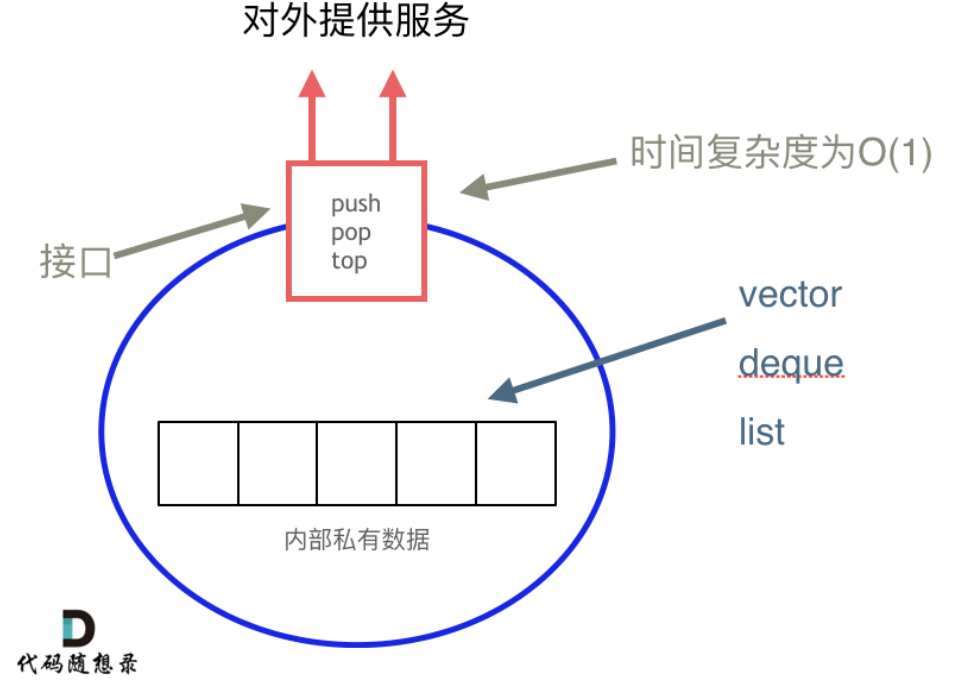 对外提供服务
时间复杂度为O(1)
push
pop
top
接口
vector
deque
list
内部私有数据
代码随想录